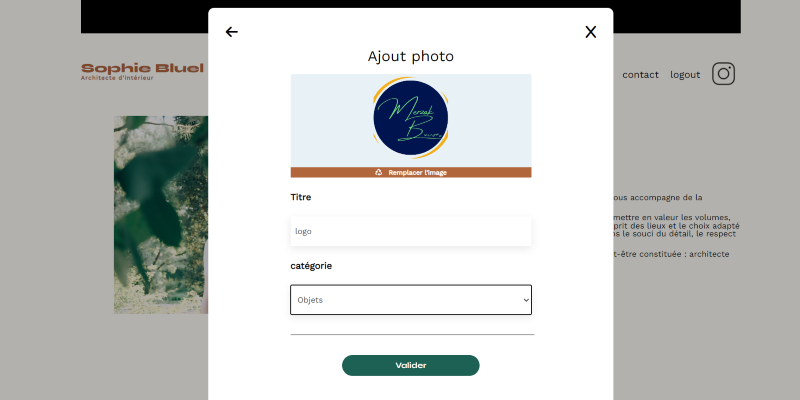 X
Ajout photo
Sophie Bluel
Architecte d'intérieur
contact
logout
Merzak
Remplacer l'image
Titre
logo
catégorie
Objets
Valider
ous accompagne de la
mettre en valeur les volumes,
prit des lieux et le choix adapté
ns le souci du détail, le respect
t-être constituée : architecte